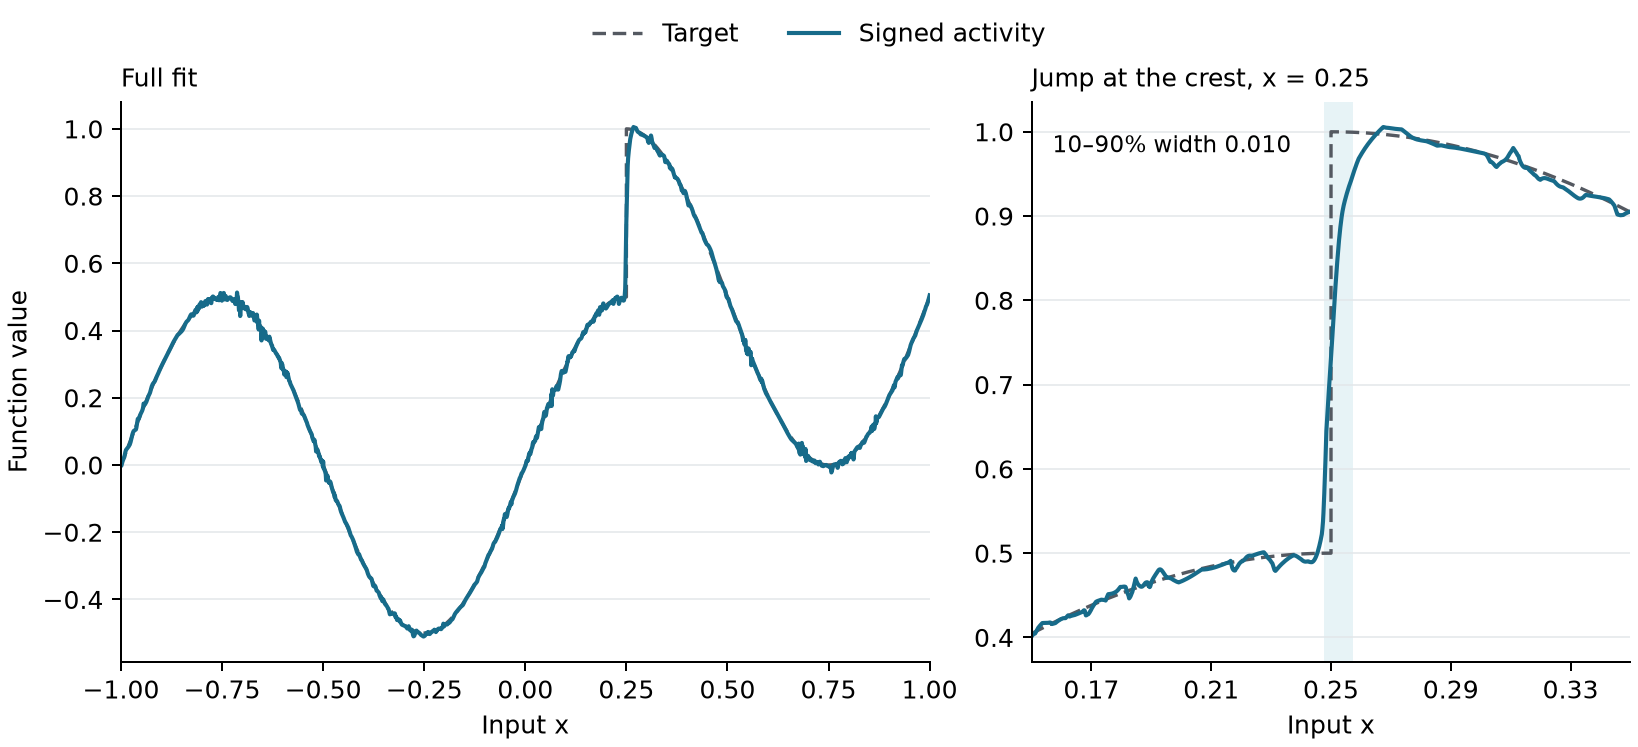 Target
Signed activity
Full fit
Function value
1.0
0.8
0.6
0.4
0.2
0.0
−0.2
−0.4
−1.00 −0.75 −0.50 −0.25 0.00 0.25 0.50 0.75 1.00
Input x
Jump at the crest, x = 0.25
10–90% width 0.010
1.0
0.9
0.8
0.7
0.6
0.5
0.4
0.17 0.21 0.25 0.29 0.33
Input x